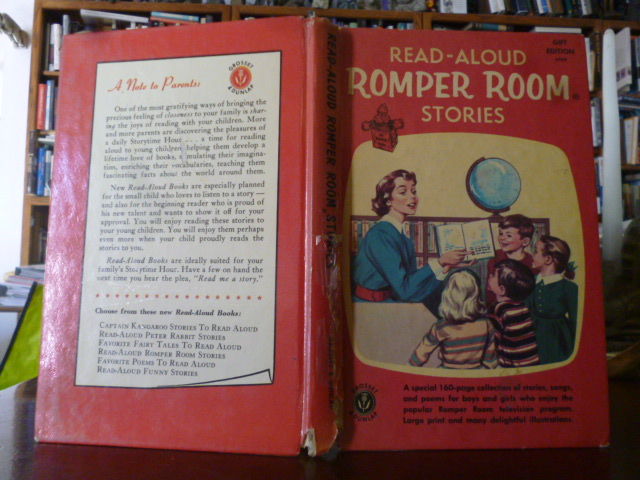 A Note to Parents:
GROSSET
& DUNLAP
One of the most gratifying ways of bringing the
precious feeling of closeness to your family is shar-
ing the joys of reading with your children. More
and more parents are discovering the pleasures of
a daily Storytime Hour . . . a time for reading
aloud to young children, helping them develop a
lifetime love of books, stimulating their imagina-
tion, enriching their vocabularies, teaching them
fascinating facts about the world around them.
New Read-Aloud Books are especially planned
for the small child who loves to listen to a story —
and also for the beginning reader who is proud of
his new talent and wants to show it off for your
approval. You will enjoy reading these stories to
your young children. You will enjoy them perhaps
even more when your child proudly reads the
stories to you.
Read-Aloud Books are ideally suited for your
family's Storytime Hour. Have a few on hand the
next time you hear the plea, "Read me a story."
Choose from these new Read-Aloud Books:
CAPTAIN KANGAROO STORIES TO READ ALOUD
READ-ALOUD PETER RABBIT STORIES
FAVORITE FAIRY TALES TO READ ALOUD
READ-ALOUD ROMPER ROOM STORIES
FAVORITE POEMS TO READ ALOUD
READ-ALOUD FUNNY STORIES
READ-ALOUD ROMPER ROOM
GROSSET
& DUNLAP
READ-ALOUD
ROMPER ROOM®
STORIES
GIFT
EDITION
A special 160-page collection of stories, songs,
and poems for boys and girls who enjoy the
popular Romper Room television program.
Large print and many delightful illustrations.
GROSSET
& DUNLAP